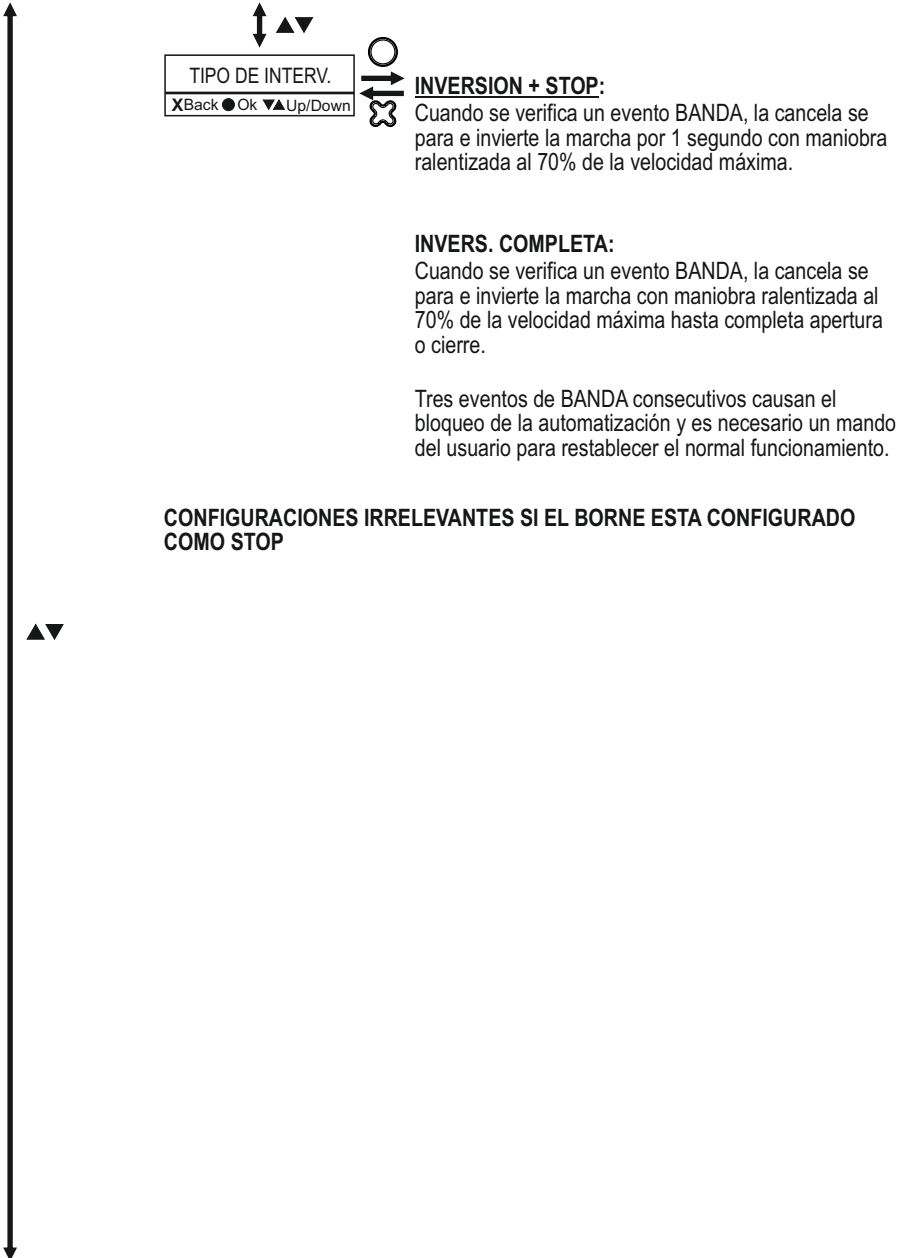 ▲▼
TIPO DE INTERV.
XBack ● Ok ▼▲Up/Down
INVERSION + STOP:
Cuando se verifica un evento BANDA, la cancela se
para e invierte la marcha por 1 segundo con maniobra
ralentizada al 70% de la velocidad máxima.
INVERS. COMPLETA:
Cuando se verifica un evento BANDA, la cancela se
para e invierte la marcha con maniobra ralentizada al
70% de la velocidad máxima hasta completa apertura
o cierre.
Tres eventos de BANDA consecutivos causan el
bloqueo de la automatización y es necesario un mando
del usuario para restablecer el normal funcionamiento.
CONFIGURACIONES IRRELEVANTES SI EL BORNE ESTA CONFIGURADO
COMO STOP
▲▼